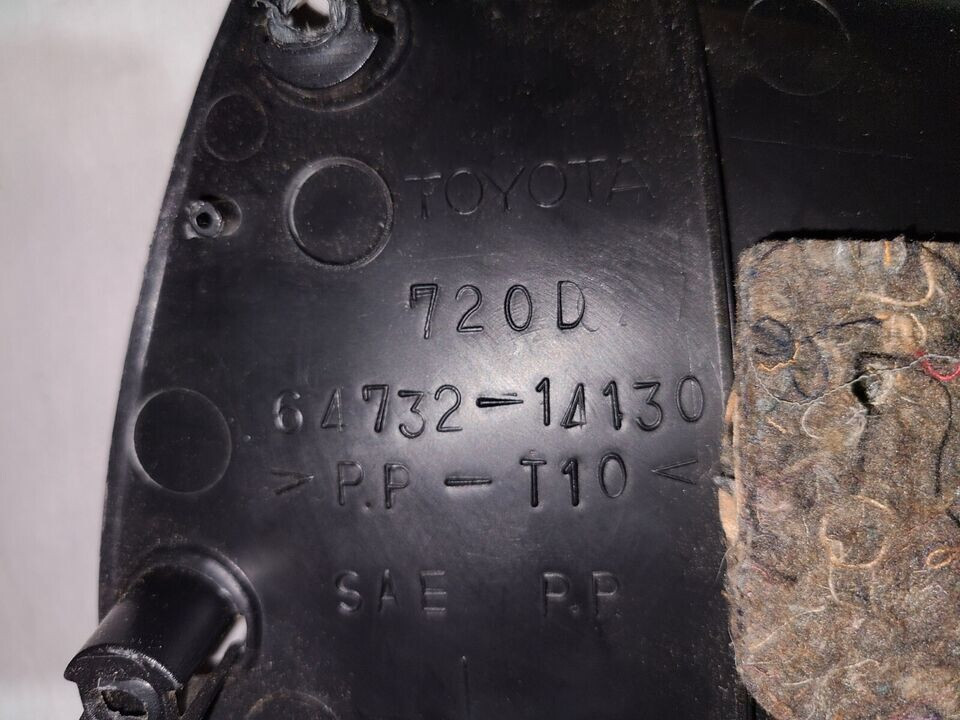 TOYOTA
720D
64732-14130
>P.P-T10<
SAE P.P.